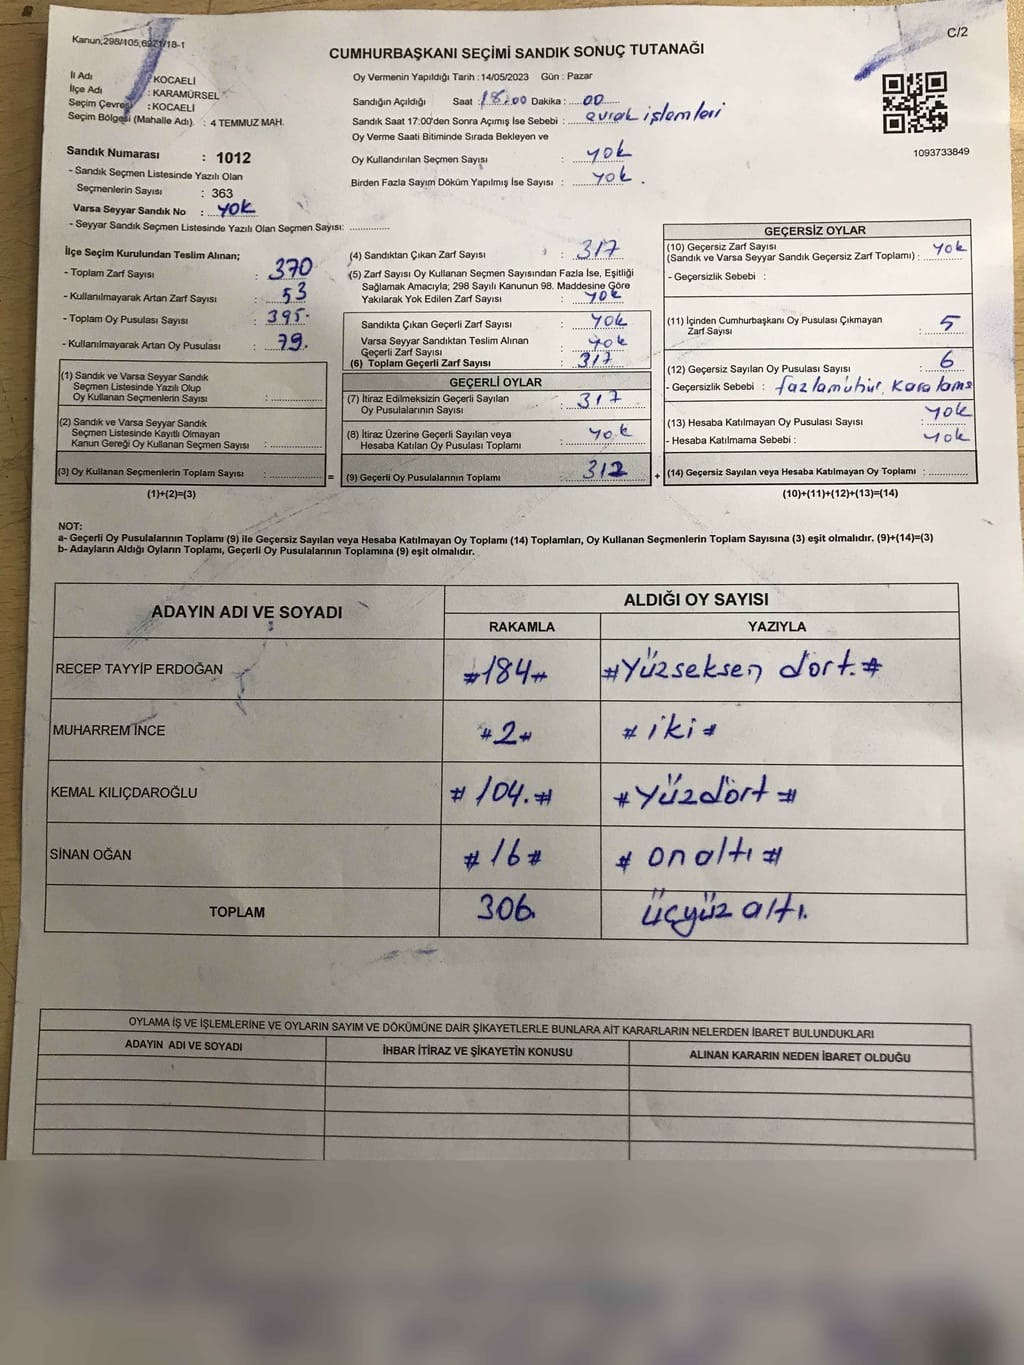 Kanun;298/105,6271/18-1
C/2
CUMHURBAŞKANI SEÇİMİ SANDIK SONUÇ TUTANAĞI
İl Adı : KOCAELİ
İlçe Adı : KARAMÜRSEL
Seçim Çevresi : KOCAELİ
Seçim Bölgesi (Mahalle Adı) : 4 TEMMUZ MAH.
Sandık Numarası : 1012
- Sandık Seçmen Listesinde Yazılı Olan
Seçmenlerin Sayısı : 363
Varsa Seyyar Sandık No : yok
- Seyyar Sandık Seçmen Listesinde Yazılı Olan Seçmen Sayısı: ..............
Oy Vermenin Yapıldığı Tarih : 14/05/2023 Gün : Pazar
Sandığın Açıldığı Saat : 18.00 Dakika : 00
Sandık Saat 17:00'den Sonra Açımış İse Sebebi : evrak işlemleri
Oy Verme Saati Bitiminde Sırada Bekleyen ve
Oy Kullandırılan Seçmen Sayısı : yok
Birden Fazla Sayım Döküm Yapılmış İse Sayısı : yok.
1093733849
İlçe Seçim Kurulundan Teslim Alınan;
- Toplam Zarf Sayısı : 370
- Kullanılmayarak Artan Zarf Sayısı : 53
- Toplam Oy Pusulası Sayısı : 395.
- Kullanılmayarak Artan Oy Pusulası : 79.
(1) Sandık ve Varsa Seyyar Sandık
Seçmen Listesinde Yazılı Olup
Oy Kullanan Seçmenlerin Sayısı : ..............
(2) Sandık ve Varsa Seyyar Sandık
Seçmen Listesinde Kayıtlı Olmayan
Kanun Gereği Oy Kullanan Seçmen Sayısı : ..............
(3) Oy Kullanan Seçmenlerin Toplam Sayısı : .............. =
(1)+(2)=(3)
(4) Sandıktan Çıkan Zarf Sayısı : 317
(5) Zarf Sayısı Oy Kullanan Seçmen Sayısından Fazla İse, Eşitliği
Sağlamak Amacıyla; 298 Sayılı Kanunun 98. Maddesine Göre
Yakılarak Yok Edilen Zarf Sayısı : yok
Sandıkta Çıkan Geçerli Zarf Sayısı : yok
Varsa Seyyar Sandıktan Teslim Alınan
Geçerli Zarf Sayısı : yok
(6) Toplam Geçerli Zarf Sayısı : 317
GEÇERLİ OYLAR
(7) İtiraz Edilmeksizin Geçerli Sayılan
Oy Pusulalarının Sayısı : 317
(8) İtiraz Üzerine Geçerli Sayılan veya
Hesaba Katılan Oy Pusulası Toplamı : yok
(9) Geçerli Oy Pusulalarının Toplamı : 312 +
GEÇERSİZ OYLAR
(10) Geçersiz Zarf Sayısı
(Sandık ve Varsa Seyyar Sandık Geçersiz Zarf Toplamı) : yok
- Geçersizlik Sebebi :
(11) İçinden Cumhurbaşkanı Oy Pusulası Çıkmayan
Zarf Sayısı : 5
(12) Geçersiz Sayılan Oy Pusulası Sayısı : 6
- Geçersizlik Sebebi : fazlamühür, karalama
(13) Hesaba Katılmayan Oy Pusulası Sayısı : yok
- Hesaba Katılmama Sebebi : yok
(14) Geçersiz Sayılan veya Hesaba Katılmayan Oy Toplamı : ..............
(10)+(11)+(12)+(13)=(14)
NOT:
a- Geçerli Oy Pusulalarının Toplamı (9) ile Geçersiz Sayılan veya Hesaba Katılmayan Oy Toplamı (14) Toplamları, Oy Kullanan Seçmenlerin Toplam Sayısına (3) eşit olmalıdır. (9)+(14)=(3)
b- Adayların Aldığı Oyların Toplamı, Geçerli Oy Pusulalarının Toplamına (9) eşit olmalıdır.
ADAYIN ADI VE SOYADI
ALDIĞI OY SAYISI
RAKAMLA YAZIYLA
RECEP TAYYİP ERDOĞAN #184# #Yüzseksen dört.#
MUHARREM İNCE #2# # iki #
KEMAL KILIÇDAROĞLU # 104.# #Yüzdört #
SİNAN OĞAN # 16 # # onaltı #
TOPLAM 306. üçyüz altı.
OYLAMA İŞ VE İŞLEMLERİNE VE OYLARIN SAYIM VE DÖKÜMÜNE DAİR ŞİKAYETLERLE BUNLARA AİT KARARLARIN NELERDEN İBARET BULUNDUKLARI
ADAYIN ADI VE SOYADI İHBAR İTİRAZ VE ŞİKAYETİN KONUSU ALINAN KARARIN NEDEN İBARET OLDUĞU